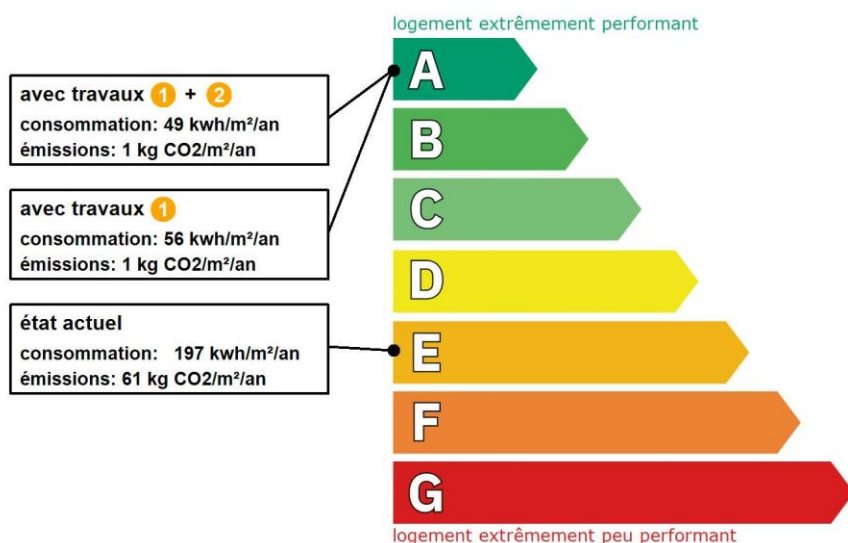 logement extrêmement performant
A
avec travaux 1 + 2
consommation: 49 kwh/m²/an
émissions: 1 kg CO2/m²/an
B
avec travaux 1
consommation: 56 kwh/m²/an
émissions: 1 kg CO2/m²/an
C
D
état actuel
consommation: 197 kwh/m²/an
émissions: 61 kg CO2/m²/an
E
F
G
logement extrêmement peu performant